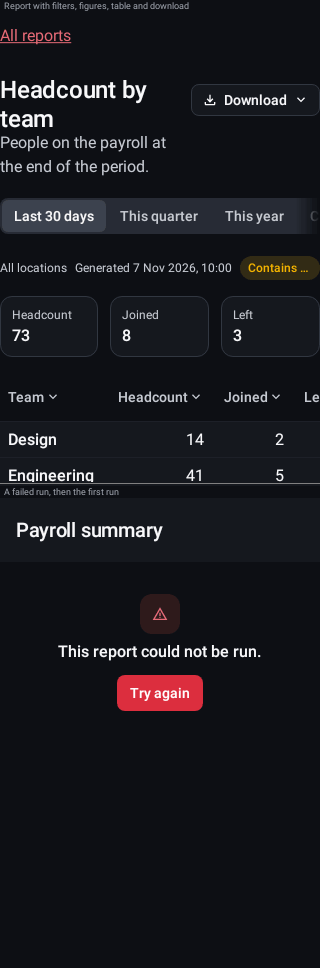 Report with filters, figures, table and download
All reports
Headcount by
team
Download
People on the payroll at
the end of the period.
Last 30 days This quarter This year
All locations Generated 7 Nov 2026, 10:00 Contains ...
Headcount Joined Left
73 8 3
Team Headcount Joined Le
Design 14 2
Engineering 41 5
A failed run, then the first run
Payroll summary
This report could not be run.
Try again